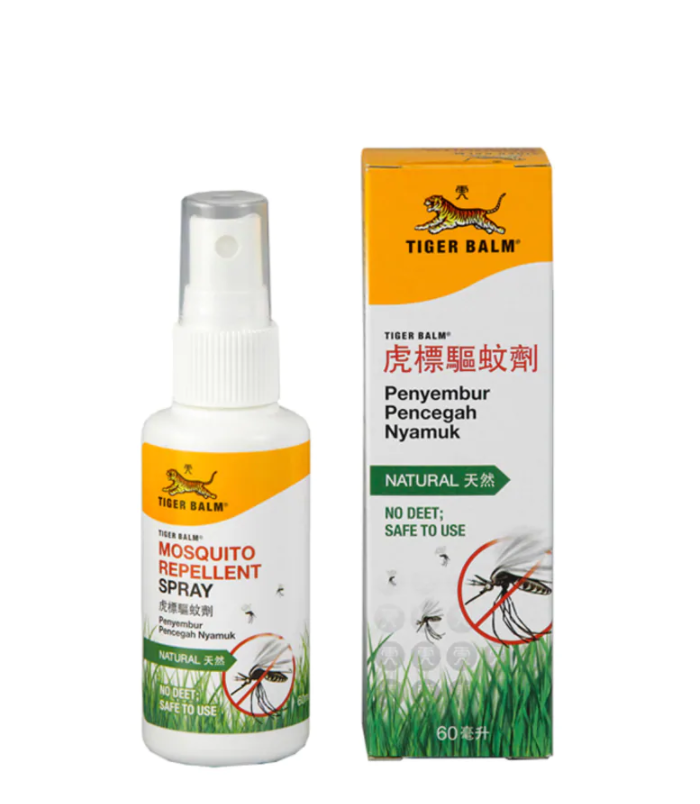 TIGER BALM®
TIGER BALM®
MOSQUITO
REPELLENT
SPRAY
虎標驅蚊劑
Penyembur
Pencegah Nyamuk
NATURAL 天然
NO DEET;
SAFE TO USE
TIGER BALM®
TIGER BALM®
虎標驅蚊劑
Penyembur
Pencegah
Nyamuk
NATURAL 天然
NO DEET;
SAFE TO USE
60毫升